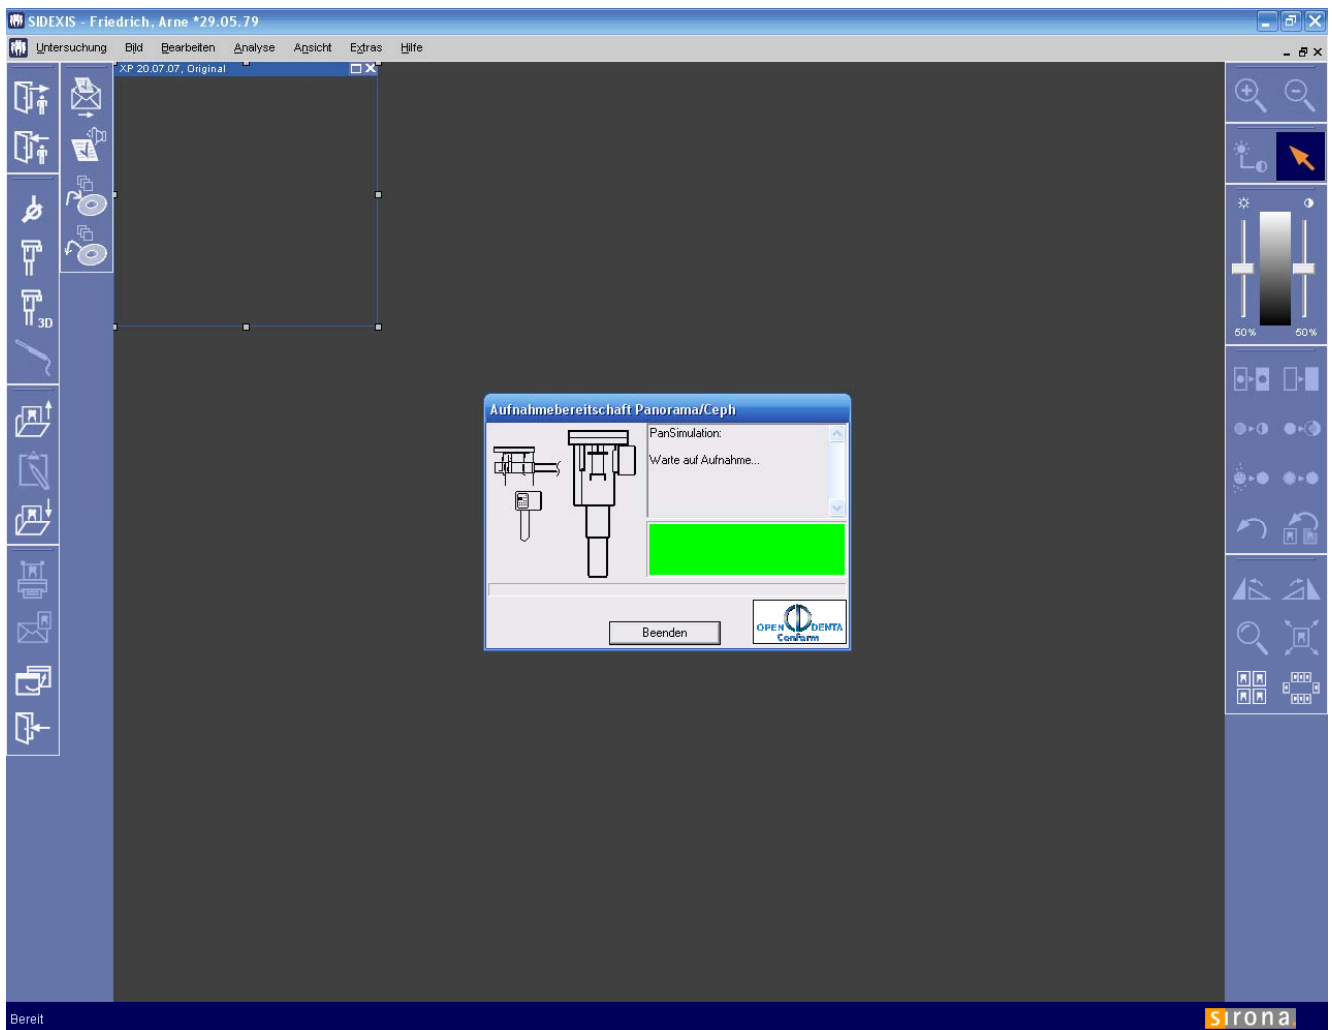 SIDEXIS - Friedrich, Arne *29.05.79
Untersuchung Bild Bearbeiten Analyse Ansicht Extras Hilfe
XP 20.07.07, Original
3D
50% 50%
Aufnahmebereitschaft Panorama/Ceph
PanSimulation:
Warte auf Aufnahme...
Beenden
OPEN DENTA
Conform
Bereit
sirona.